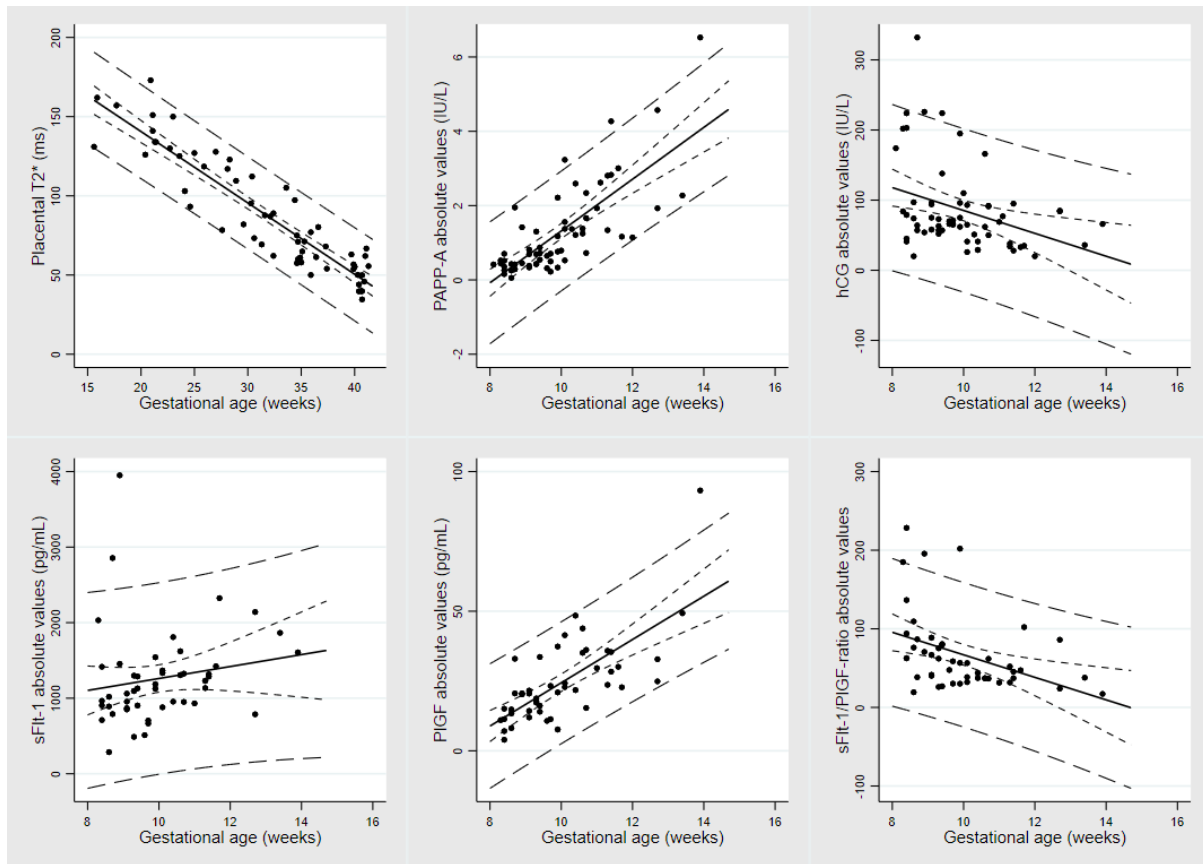 Placental T2* (ms)
200
150
100
50
0
15 20 25 30 35 40
Gestational age (weeks)
PAPP-A absolute values (IU/L)
6
4
2
0
-2
8 10 12 14 16
Gestational age (weeks)
hCG absolute values (IU/L)
300
200
100
0
-100
8 10 12 14 16
Gestational age (weeks)
sFlt-1 absolute values (pg/mL)
4000
3000
2000
1000
0
8 10 12 14 16
Gestational age (weeks)
PlGF absolute values (pg/mL)
100
50
0
8 10 12 14 16
Gestational age (weeks)
sFlt-1/PlGF-ratio absolute values
300
200
100
0
-100
8 10 12 14 16
Gestational age (weeks)